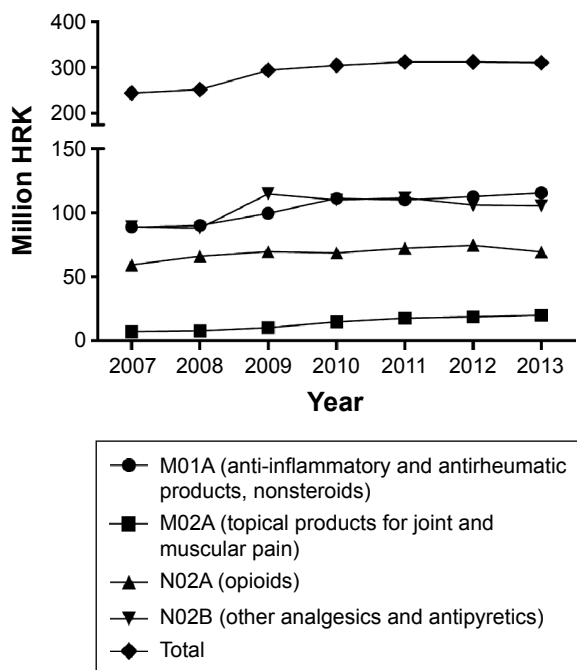 400
300
200
150
100
50
0
Million HRK
2007 2008 2009 2010 2011 2012 2013
Year
M01A (anti-inflammatory and antirheumatic
products, nonsteroids)
M02A (topical products for joint and
muscular pain)
N02A (opioids)
N02B (other analgesics and antipyretics)
Total